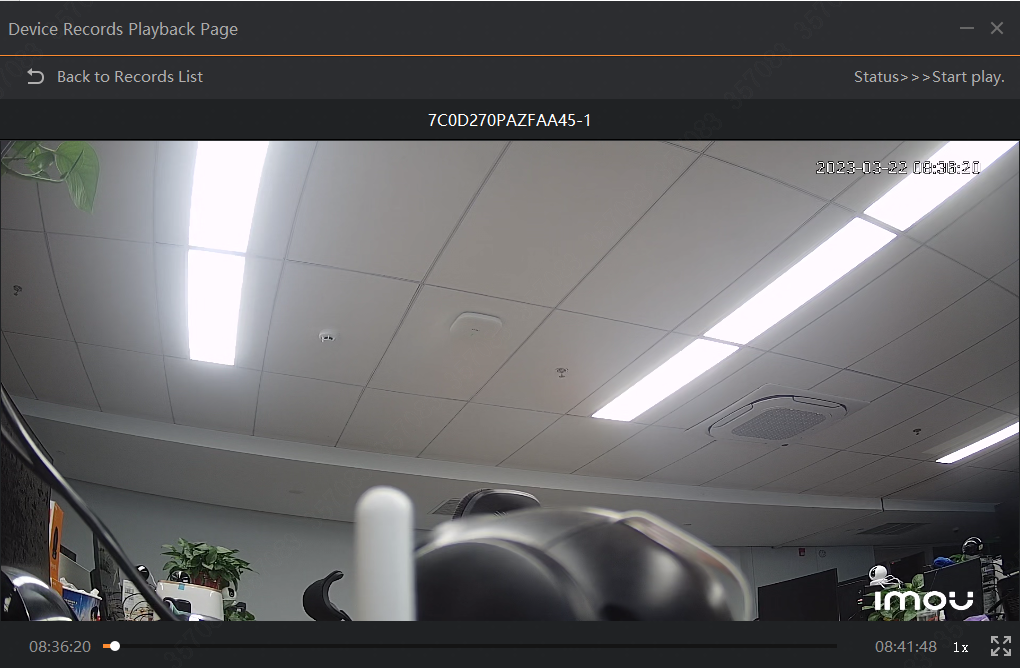 Device Records Playback Page
Back to Records List
Status>>>Start play.
7C0D270PAZFAA45-1
2023-03-22 08:36:20
imou
08:36:20
08:41:48
1x